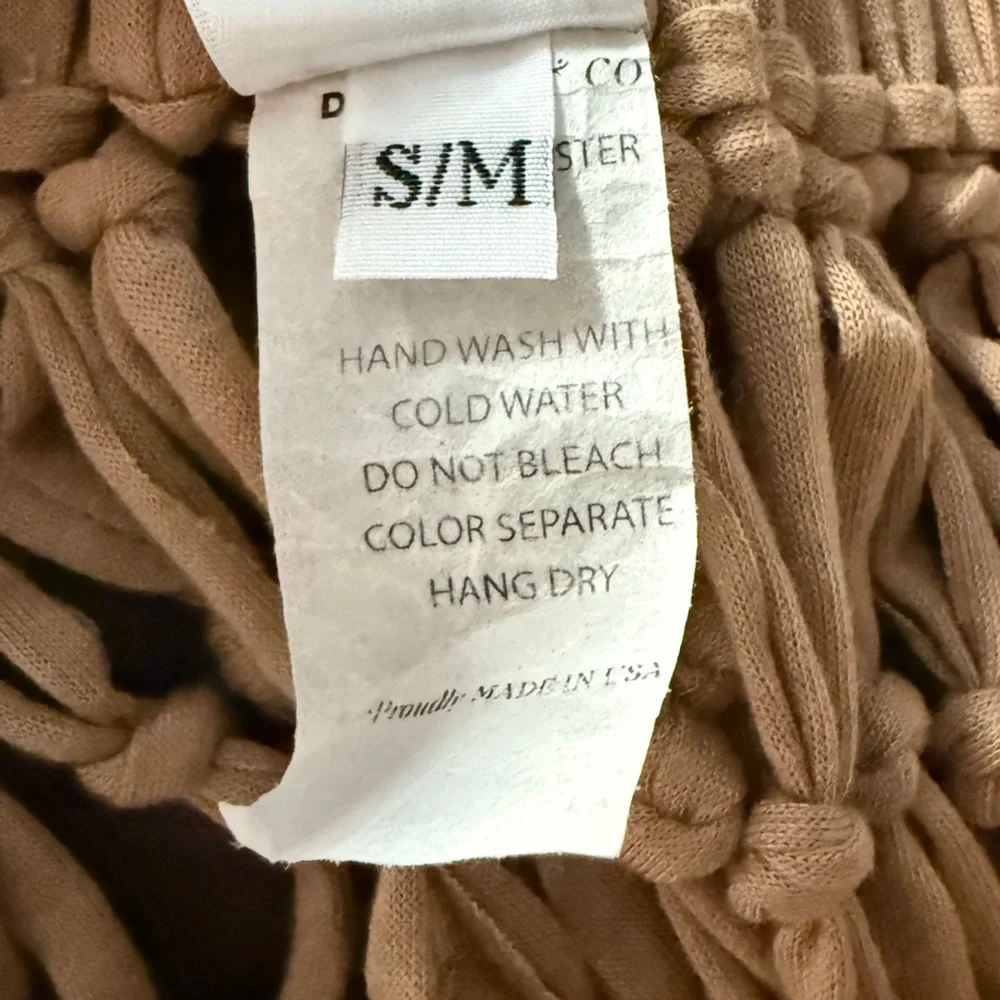 D & CO
STER
S/M
HAND WASH WITH
COLD WATER
DO NOT BLEACH
COLOR SEPARATE
HANG DRY
Proudly MADE IN USA